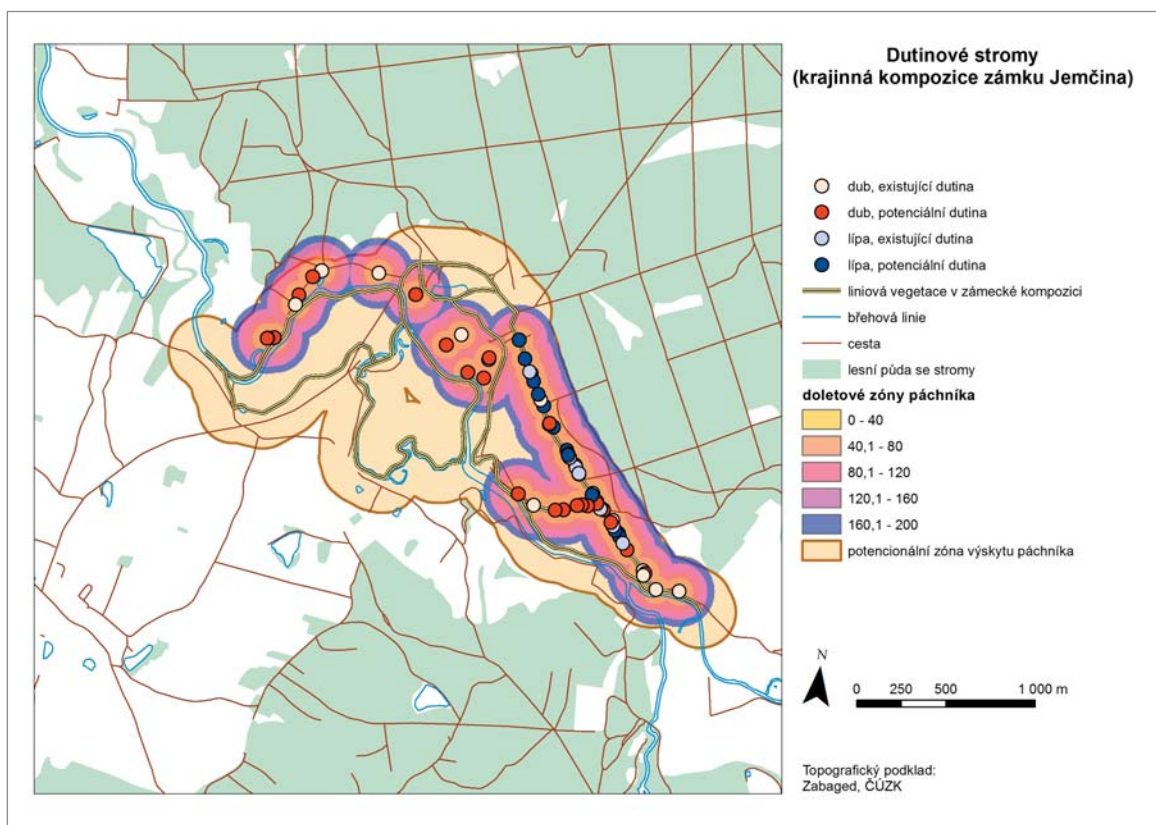 Dutinové stromy
(krajinná kompozice zámku Jemčina)
dub, existující dutina
dub, potenciální dutina
lípa, existující dutina
lípa, potenciální dutina
liniová vegetace v zámecké kompozici
břehová linie
cesta
lesní půda se stromy
doletové zóny páchníka
0 - 40
40,1 - 80
80,1 - 120
120,1 - 160
160,1 - 200
potencionální zóna výskytu páchníka
N
0 250 500 1 000 m
Topografický podklad:
Zabaged, ČÚZK